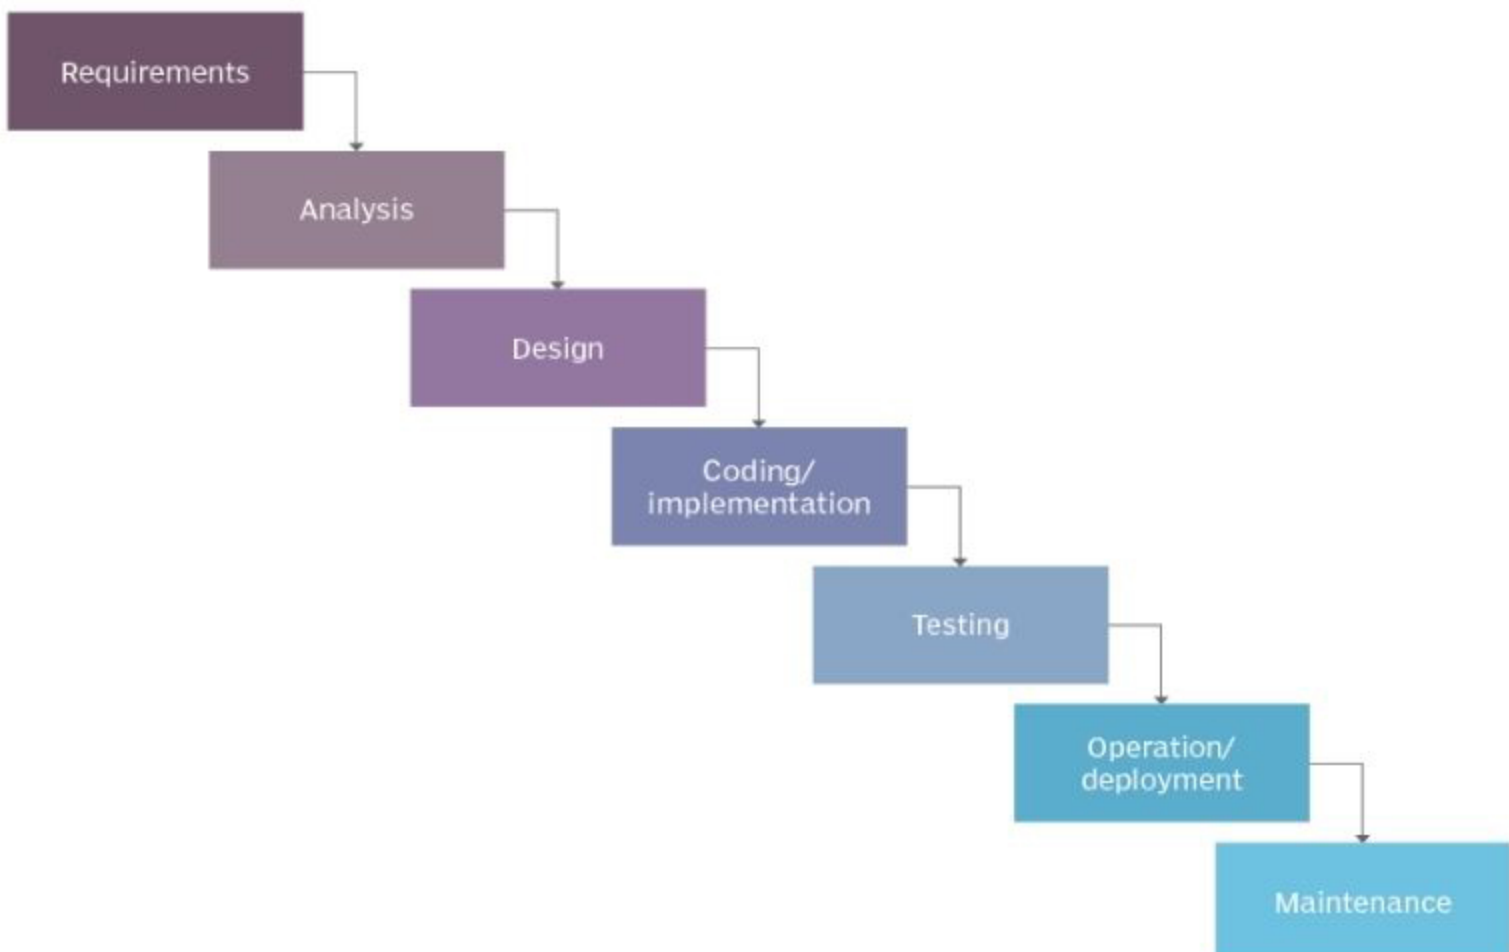 Requirements
Analysis
Design
Coding/
implementation
Testing
Operation/
deployment
Maintenance